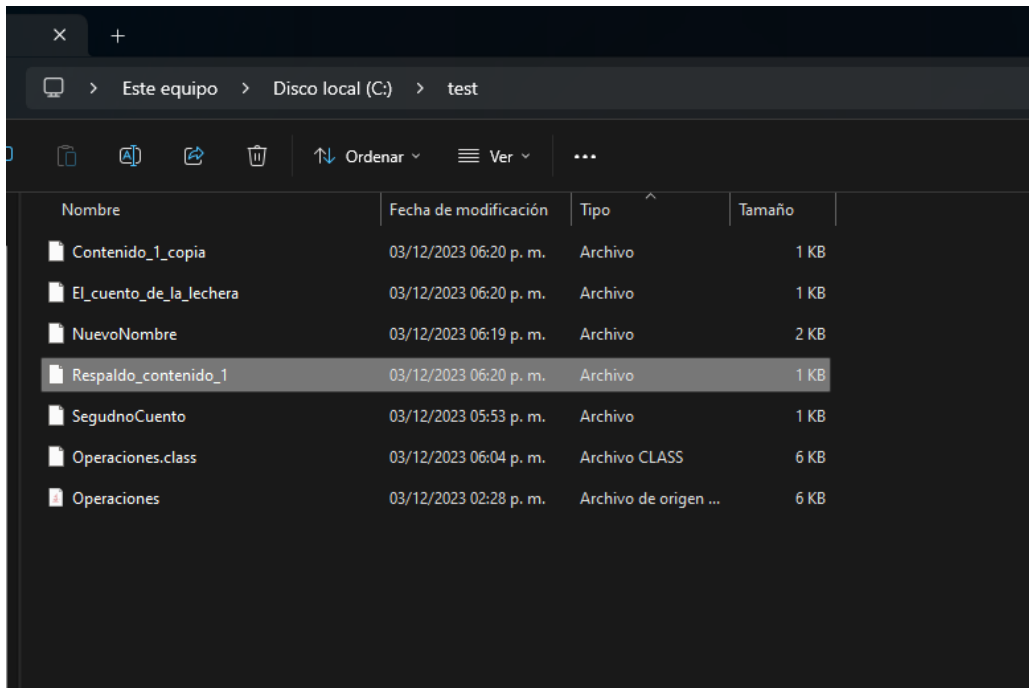 Este equipo > Disco local (C:) > test
Ordenar Ver ...
Nombre Fecha de modificación Tipo Tamaño
Contenido_1_copia 03/12/2023 06:20 p. m. Archivo 1 KB
El_cuento_de_la_lechera 03/12/2023 06:20 p. m. Archivo 1 KB
NuevoNombre 03/12/2023 06:19 p. m. Archivo 2 KB
Respaldo_contenido_1 03/12/2023 06:20 p. m. Archivo 1 KB
SegudnoCuento 03/12/2023 05:53 p. m. Archivo 1 KB
Operaciones.class 03/12/2023 06:04 p. m. Archivo CLASS 6 KB
Operaciones 03/12/2023 02:28 p. m. Archivo de origen ... 6 KB